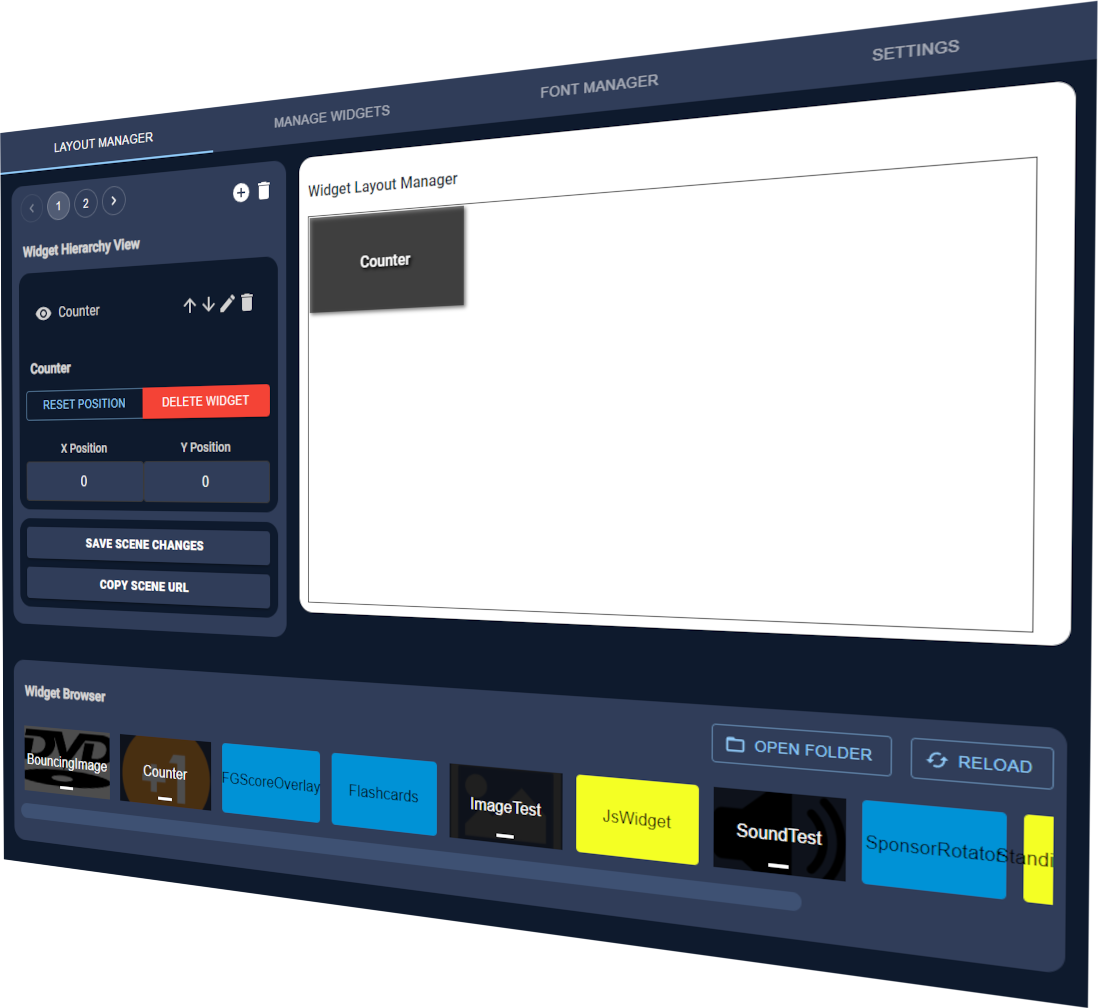 LAYOUT MANAGER
MANAGE WIDGETS
FONT MANAGER
SETTINGS
1
2
Widget Hierarchy View
Counter
Counter
RESET POSITION
DELETE WIDGET
X Position
Y Position
0
0
SAVE SCENE CHANGES
COPY SCENE URL
Widget Layout Manager
Counter
Widget Browser
OPEN FOLDER
RELOAD
DVD
BouncingImage
+1
Counter
FGScoreOverlay
Flashcards
ImageTest
JsWidget
SoundTest
SponsorRotato
Standi